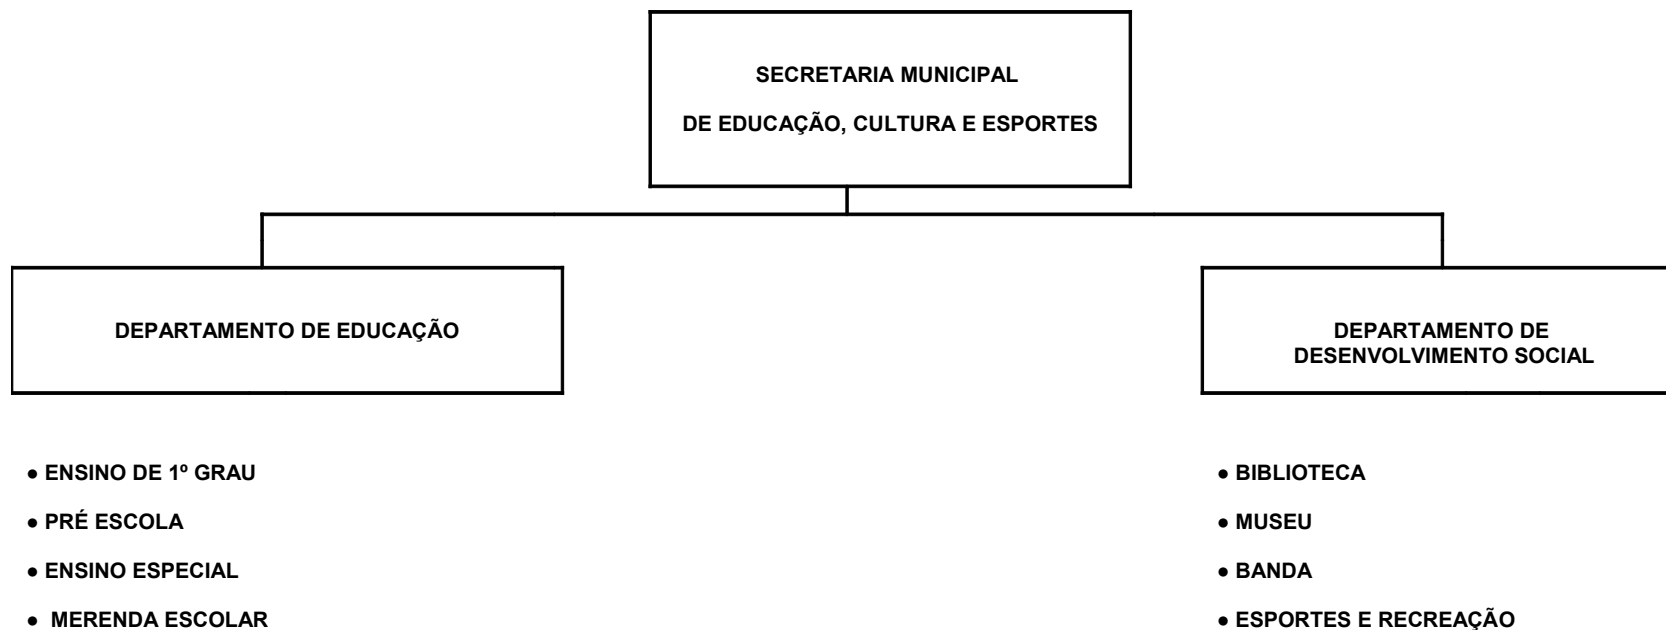 SECRETARIA MUNICIPAL
DE EDUCAÇÃO, CULTURA E ESPORTES
DEPARTAMENTO DE EDUCAÇÃO
DEPARTAMENTO DE
DESENVOLVIMENTO SOCIAL
● ENSINO DE 1º GRAU
● PRÉ ESCOLA
● ENSINO ESPECIAL
● MERENDA ESCOLAR
● BIBLIOTECA
● MUSEU
● BANDA
● ESPORTES E RECREAÇÃO